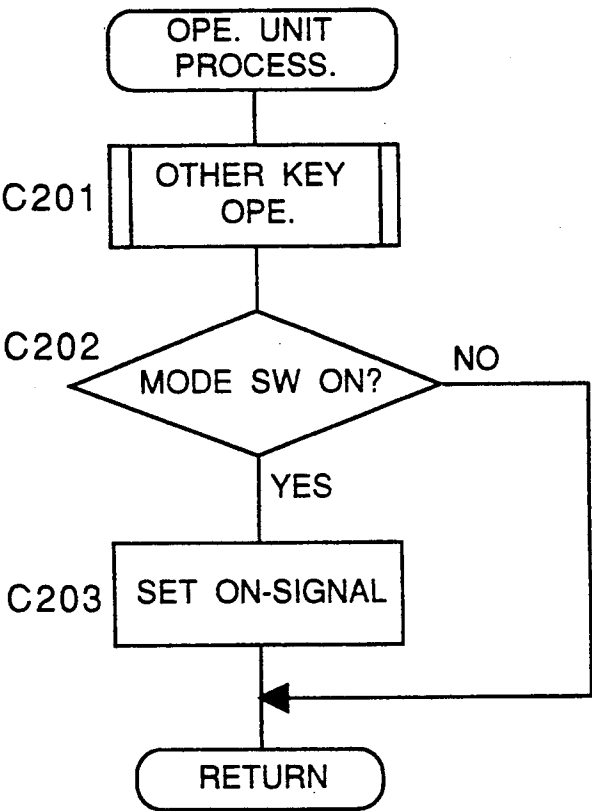 OPE. UNIT
PROCESS.
C201
OTHER KEY
OPE.
C202
MODE SW ON?
NO
YES
C203
SET ON-SIGNAL
RETURN